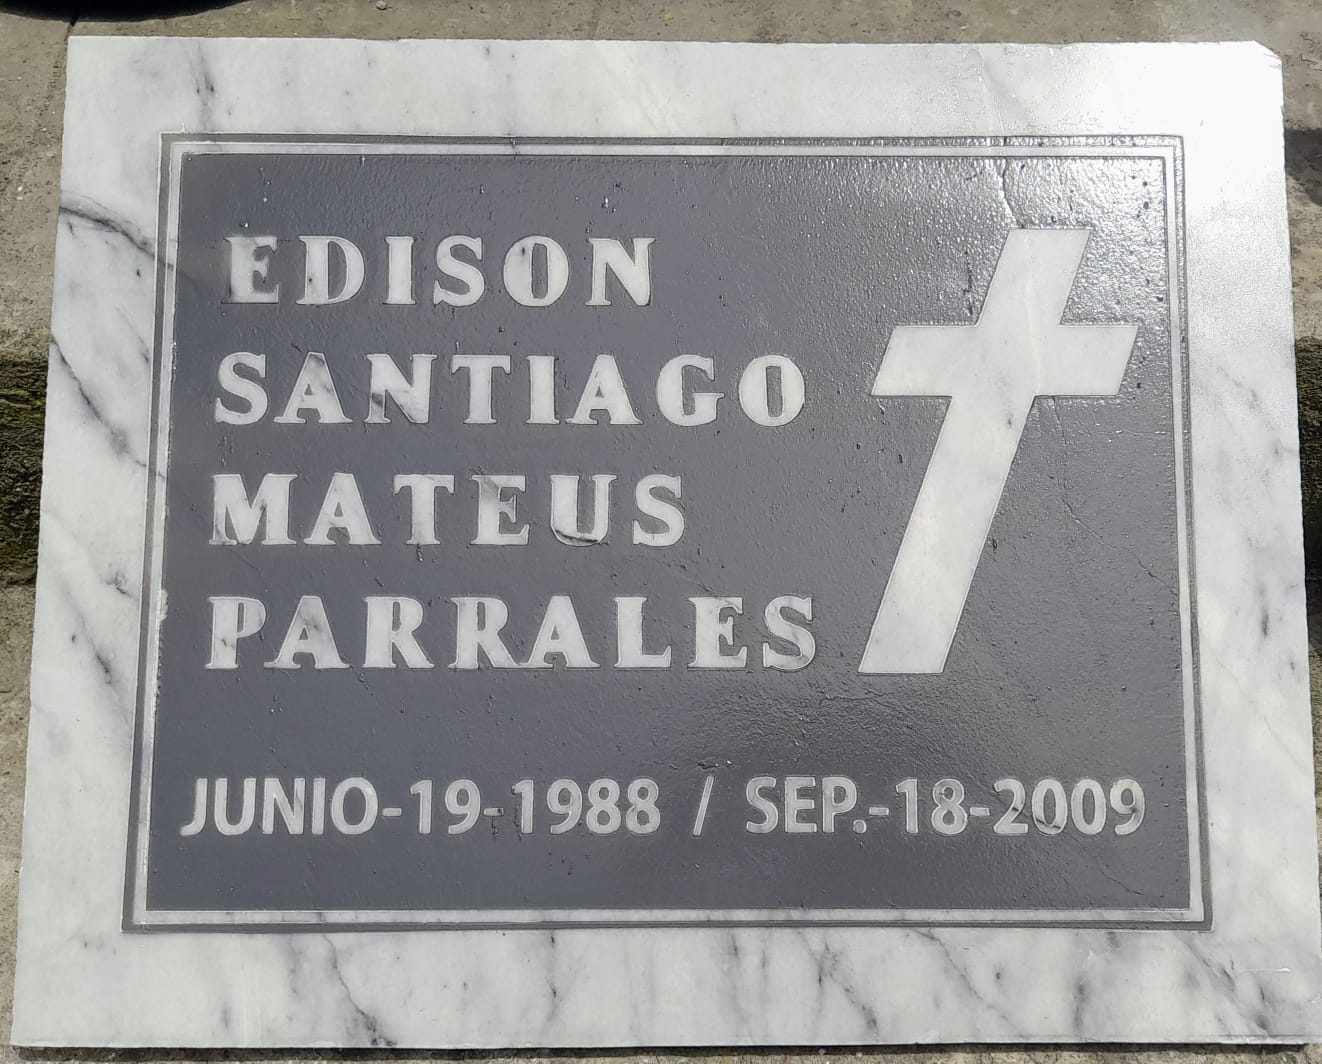 EDISON
SANTIAGO
MATEUS
PARRALES
JUNIO-19-1988 / SEP.-18-2009